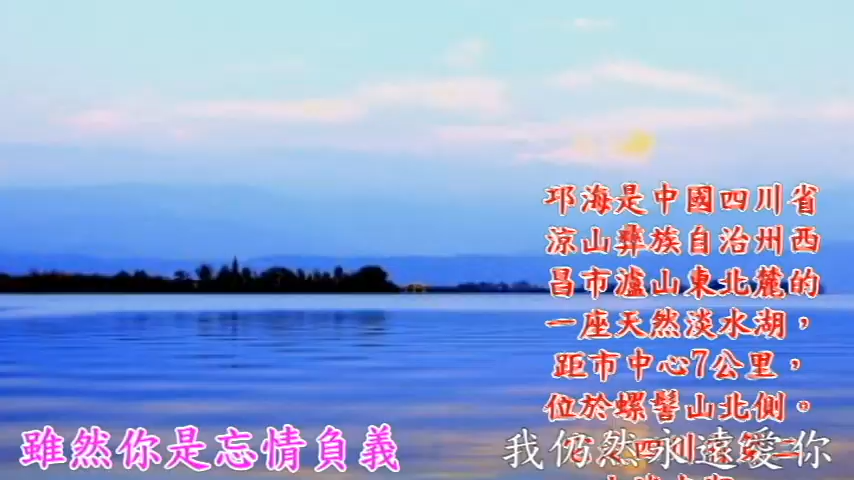 邛海是中國四川省
涼山彝族自治州西
昌市瀘山東北麓的
一座天然淡水湖，
距市中心7公里，
位於螺髻山北側。
雖然你是忘情負義
我仍然永遠愛你